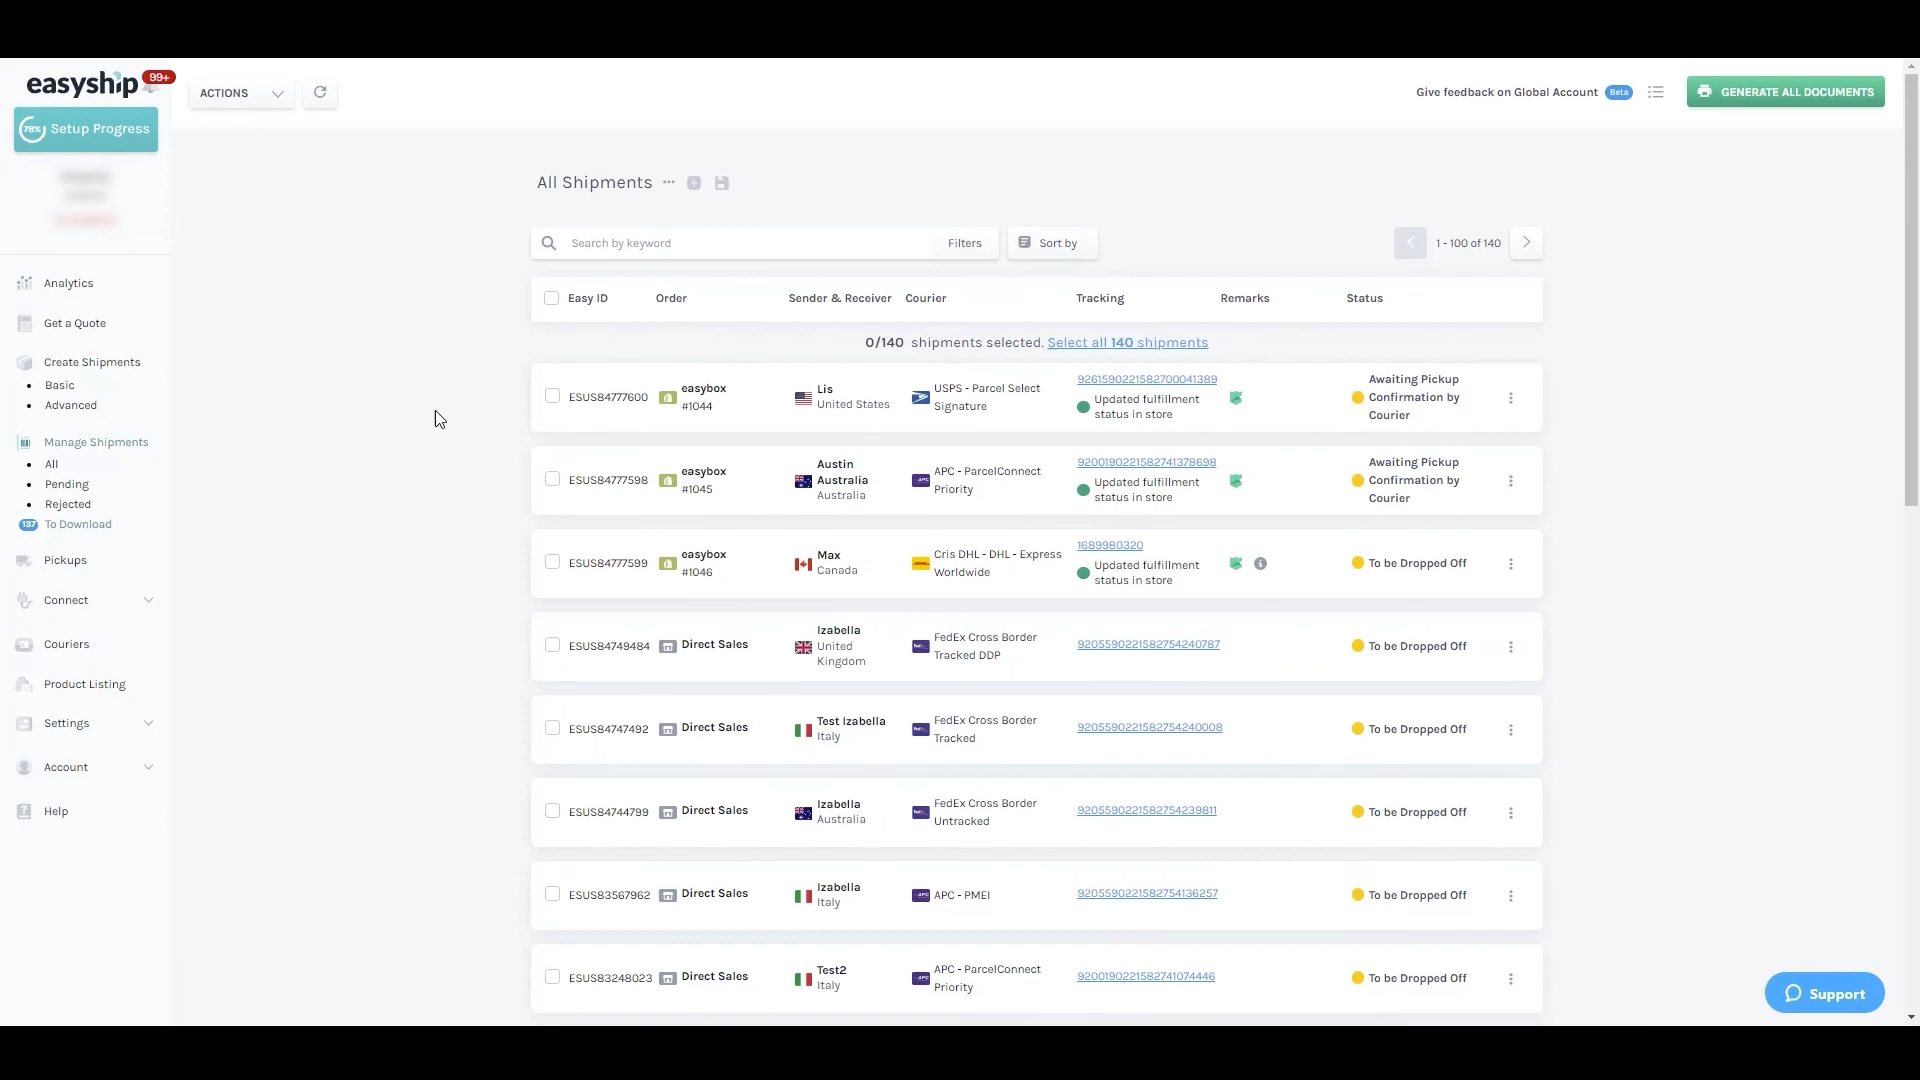 easyship 99+
ACTIONS
Give feedback on Global Account Beta
GENERATE ALL DOCUMENTS
78% Setup Progress
Analytics
Get a Quote
Create Shipments
Basic
Advanced
Manage Shipments
All
Pending
Rejected
137 To Download
Pickups
Connect
Couriers
Product Listing
Settings
Account
Help
All Shipments
Search by keyword
Filters
Sort by
1 - 100 of 140
Easy ID Order Sender & Receiver Courier Tracking Remarks Status
0/140 shipments selected. Select all 140 shipments
ESUS84777600
easybox
#1044
Lis
United States
USPS - Parcel Select
Signature
9261590221582700041389
Updated fulfillment
status in store
Awaiting Pickup
Confirmation by
Courier
ESUS84777598
easybox
#1045
Austin
Australia
Australia
APC - ParcelConnect
Priority
9200190221582741378698
Updated fulfillment
status in store
Awaiting Pickup
Confirmation by
Courier
ESUS84777599
easybox
#1046
Max
Canada
Cris DHL - DHL - Express
Worldwide
1689980320
Updated fulfillment
status in store
To be Dropped Off
ESUS84749484
Direct Sales
Izabella
United
Kingdom
FedEx Cross Border
Tracked DDP
9205590221582754240787
To be Dropped Off
ESUS84747492
Direct Sales
Test Izabella
Italy
FedEx Cross Border
Tracked
9205590221582754240008
To be Dropped Off
ESUS84744799
Direct Sales
Izabella
Australia
FedEx Cross Border
Untracked
9205590221582754239811
To be Dropped Off
ESUS83567962
Direct Sales
Izabella
Italy
APC - PMEI
9205590221582754136257
To be Dropped Off
ESUS83248023
Direct Sales
Test2
Italy
APC - ParcelConnect
Priority
9200190221582741074446
To be Dropped Off
Support